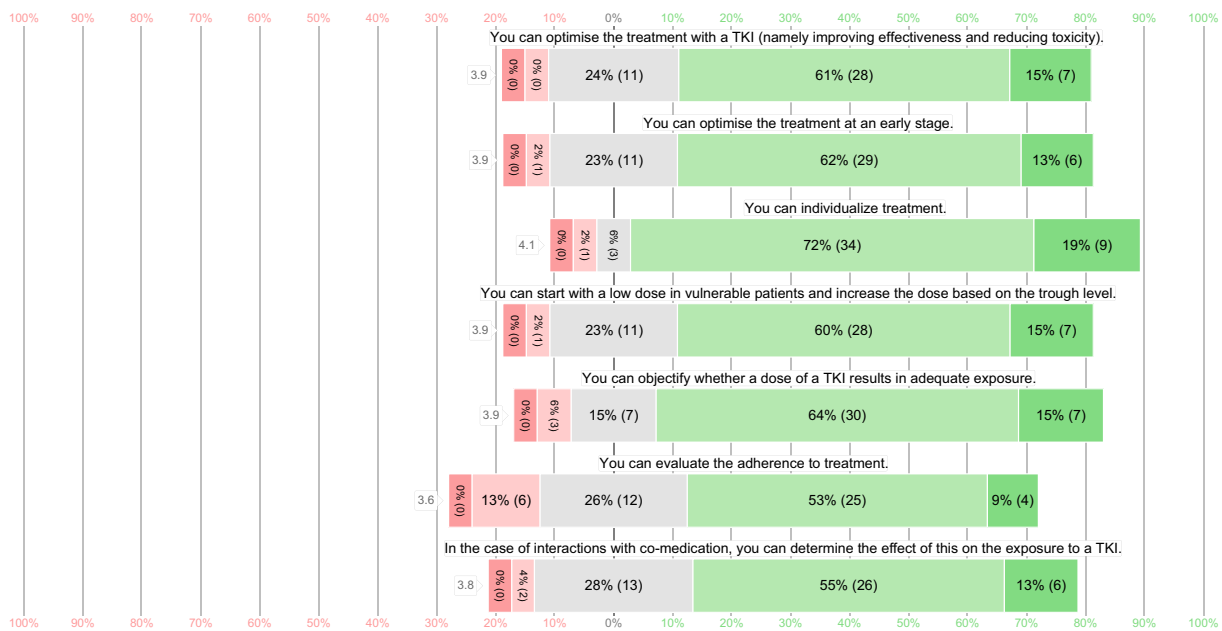 100% 90% 80% 70% 60% 50% 40% 30% 20% 10% 0% 10% 20% 30% 40% 50% 60% 70% 80% 90% 100%
You can optimise the treatment with a TKI (namely improving effectiveness and reducing toxicity).
3.9 0% (0) 0% (0) 24% (11) 61% (28) 15% (7)
You can optimise the treatment at an early stage.
3.9 0% (0) 2% (1) 23% (11) 62% (29) 13% (6)
You can individualize treatment.
4.1 0% (0) 2% (1) 6% (3) 72% (34) 19% (9)
You can start with a low dose in vulnerable patients and increase the dose based on the trough level.
3.9 0% (0) 2% (1) 23% (11) 60% (28) 15% (7)
You can objectify whether a dose of a TKI results in adequate exposure.
3.9 0% (0) 6% (3) 15% (7) 64% (30) 15% (7)
You can evaluate the adherence to treatment.
3.6 0% (0) 13% (6) 26% (12) 53% (25) 9% (4)
In the case of interactions with co-medication, you can determine the effect of this on the exposure to a TKI.
3.8 0% (0) 4% (2) 28% (13) 55% (26) 13% (6)
100% 90% 80% 70% 60% 50% 40% 30% 20% 10% 0% 10% 20% 30% 40% 50% 60% 70% 80% 90% 100%